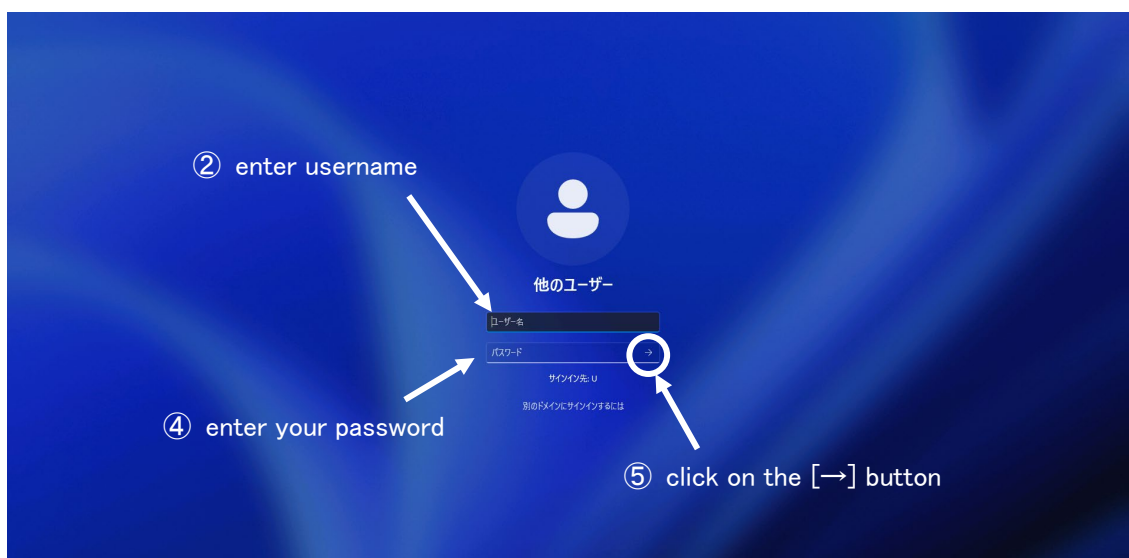 ② enter username
他のユーザー
ユーザー名
パスワード →
サインイン先: U
別のドメインにサインインするには
④ enter your password
⑤ click on the [→] button